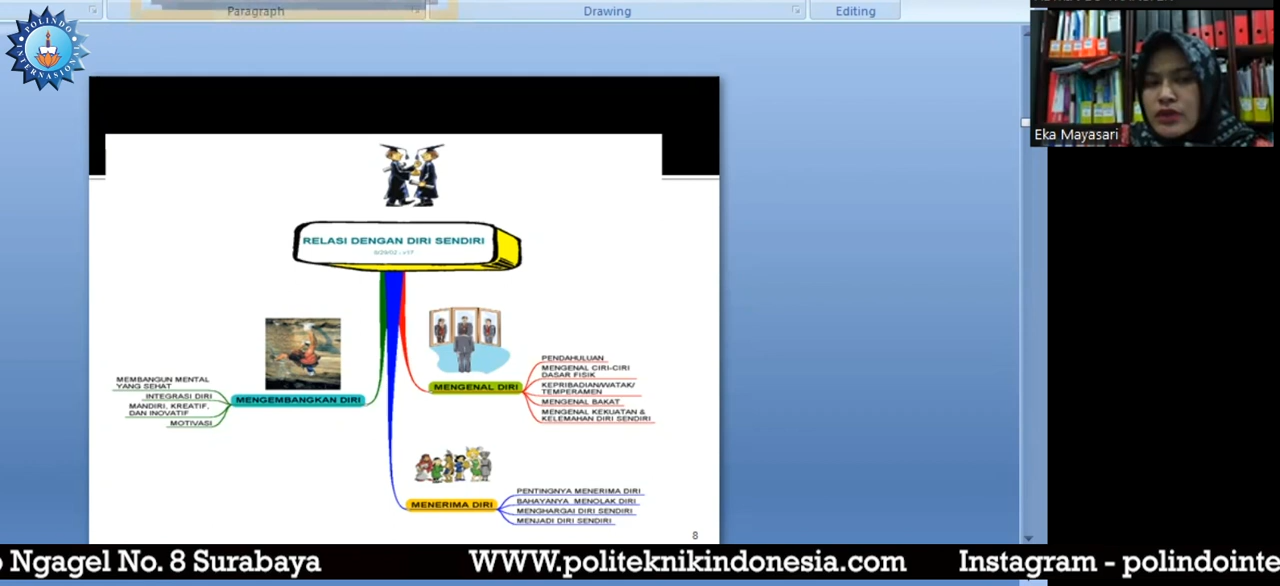 Paragraph
Drawing
Editing
POLINDO
INTERNASIONAL
Eka Mayasari
RELASI DENGAN DIRI SENDIRI
MENGENAL DIRI
PENDAHULUAN
MENGENAL CIRI-CIRI
DASAR FISIK
KEPRIBADIAN/WATAK/
TEMPERAMEN
MENGENAL BAKAT
MENGENAL KEKUATAN &
KELEMAHAN DIRI SENDIRI
MEMBANGUN MENTAL
YANG SEHAT
INTEGRASI DIRI
MANDIRI, KREATIF,
DAN INOVATIF
MOTIVASI
MENGEMBANGKAN DIRI
MENERIMA DIRI
PENTINGNYA MENERIMA DIRI
BAHAYANYA MENOLAK DIRI
MENGHARGAI DIRI SENDIRI
MENJADI DIRI SENDIRI
8
Ngagel No. 8 Surabaya
WWW.politeknikindonesia.com
Instagram - polindointe